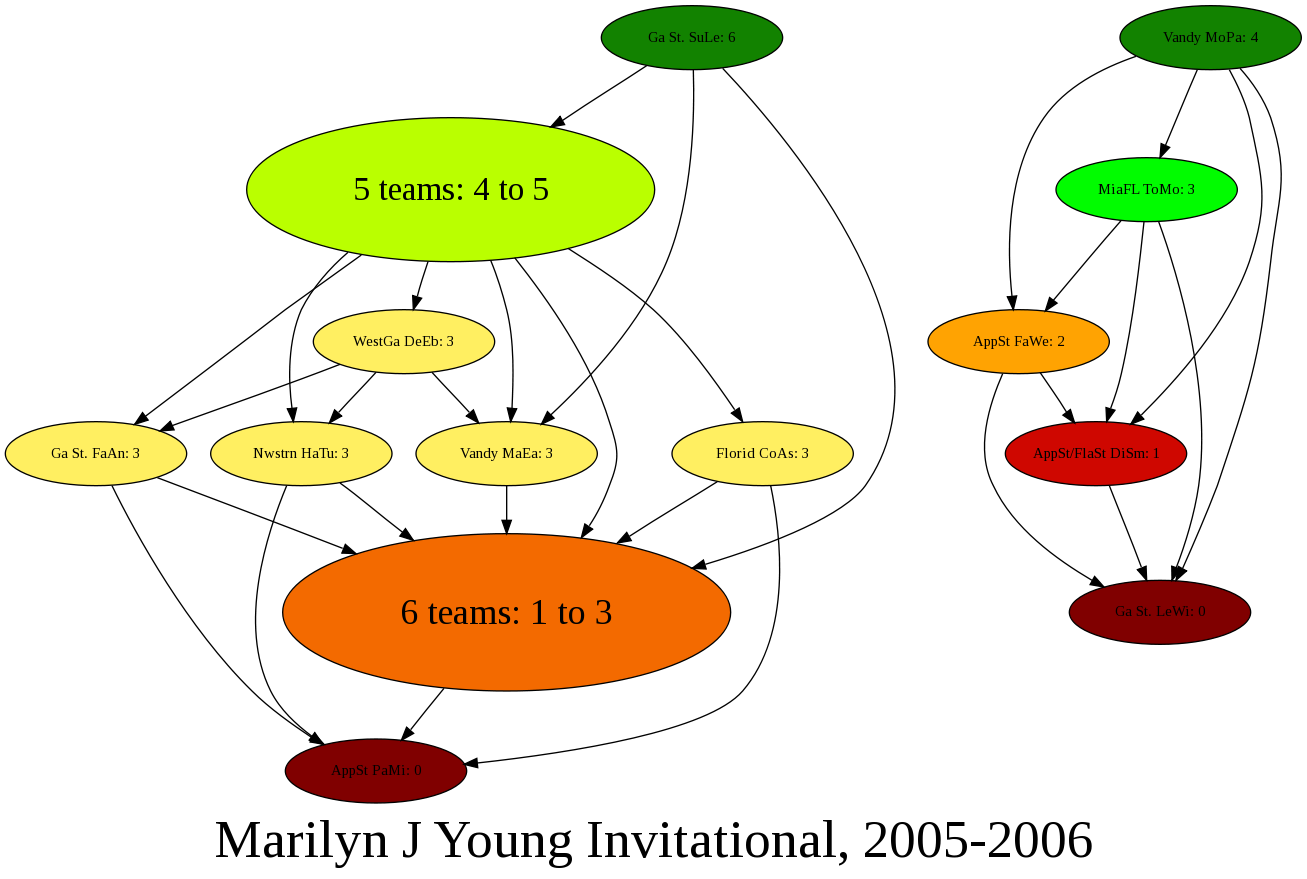 Ga St. SuLe: 6
Vandy MoPa: 4
5 teams: 4 to 5
MiaFL ToMo: 3
WestGa DeEb: 3
AppSt FaWe: 2
Ga St. FaAn: 3
Nwstrn HaTu: 3
Vandy MaEa: 3
Florid CoAs: 3
AppSt/FlaSt DiSm: 1
6 teams: 1 to 3
Ga St. LeWi: 0
AppSt PaMi: 0
Marilyn J Young Invitational, 2005-2006